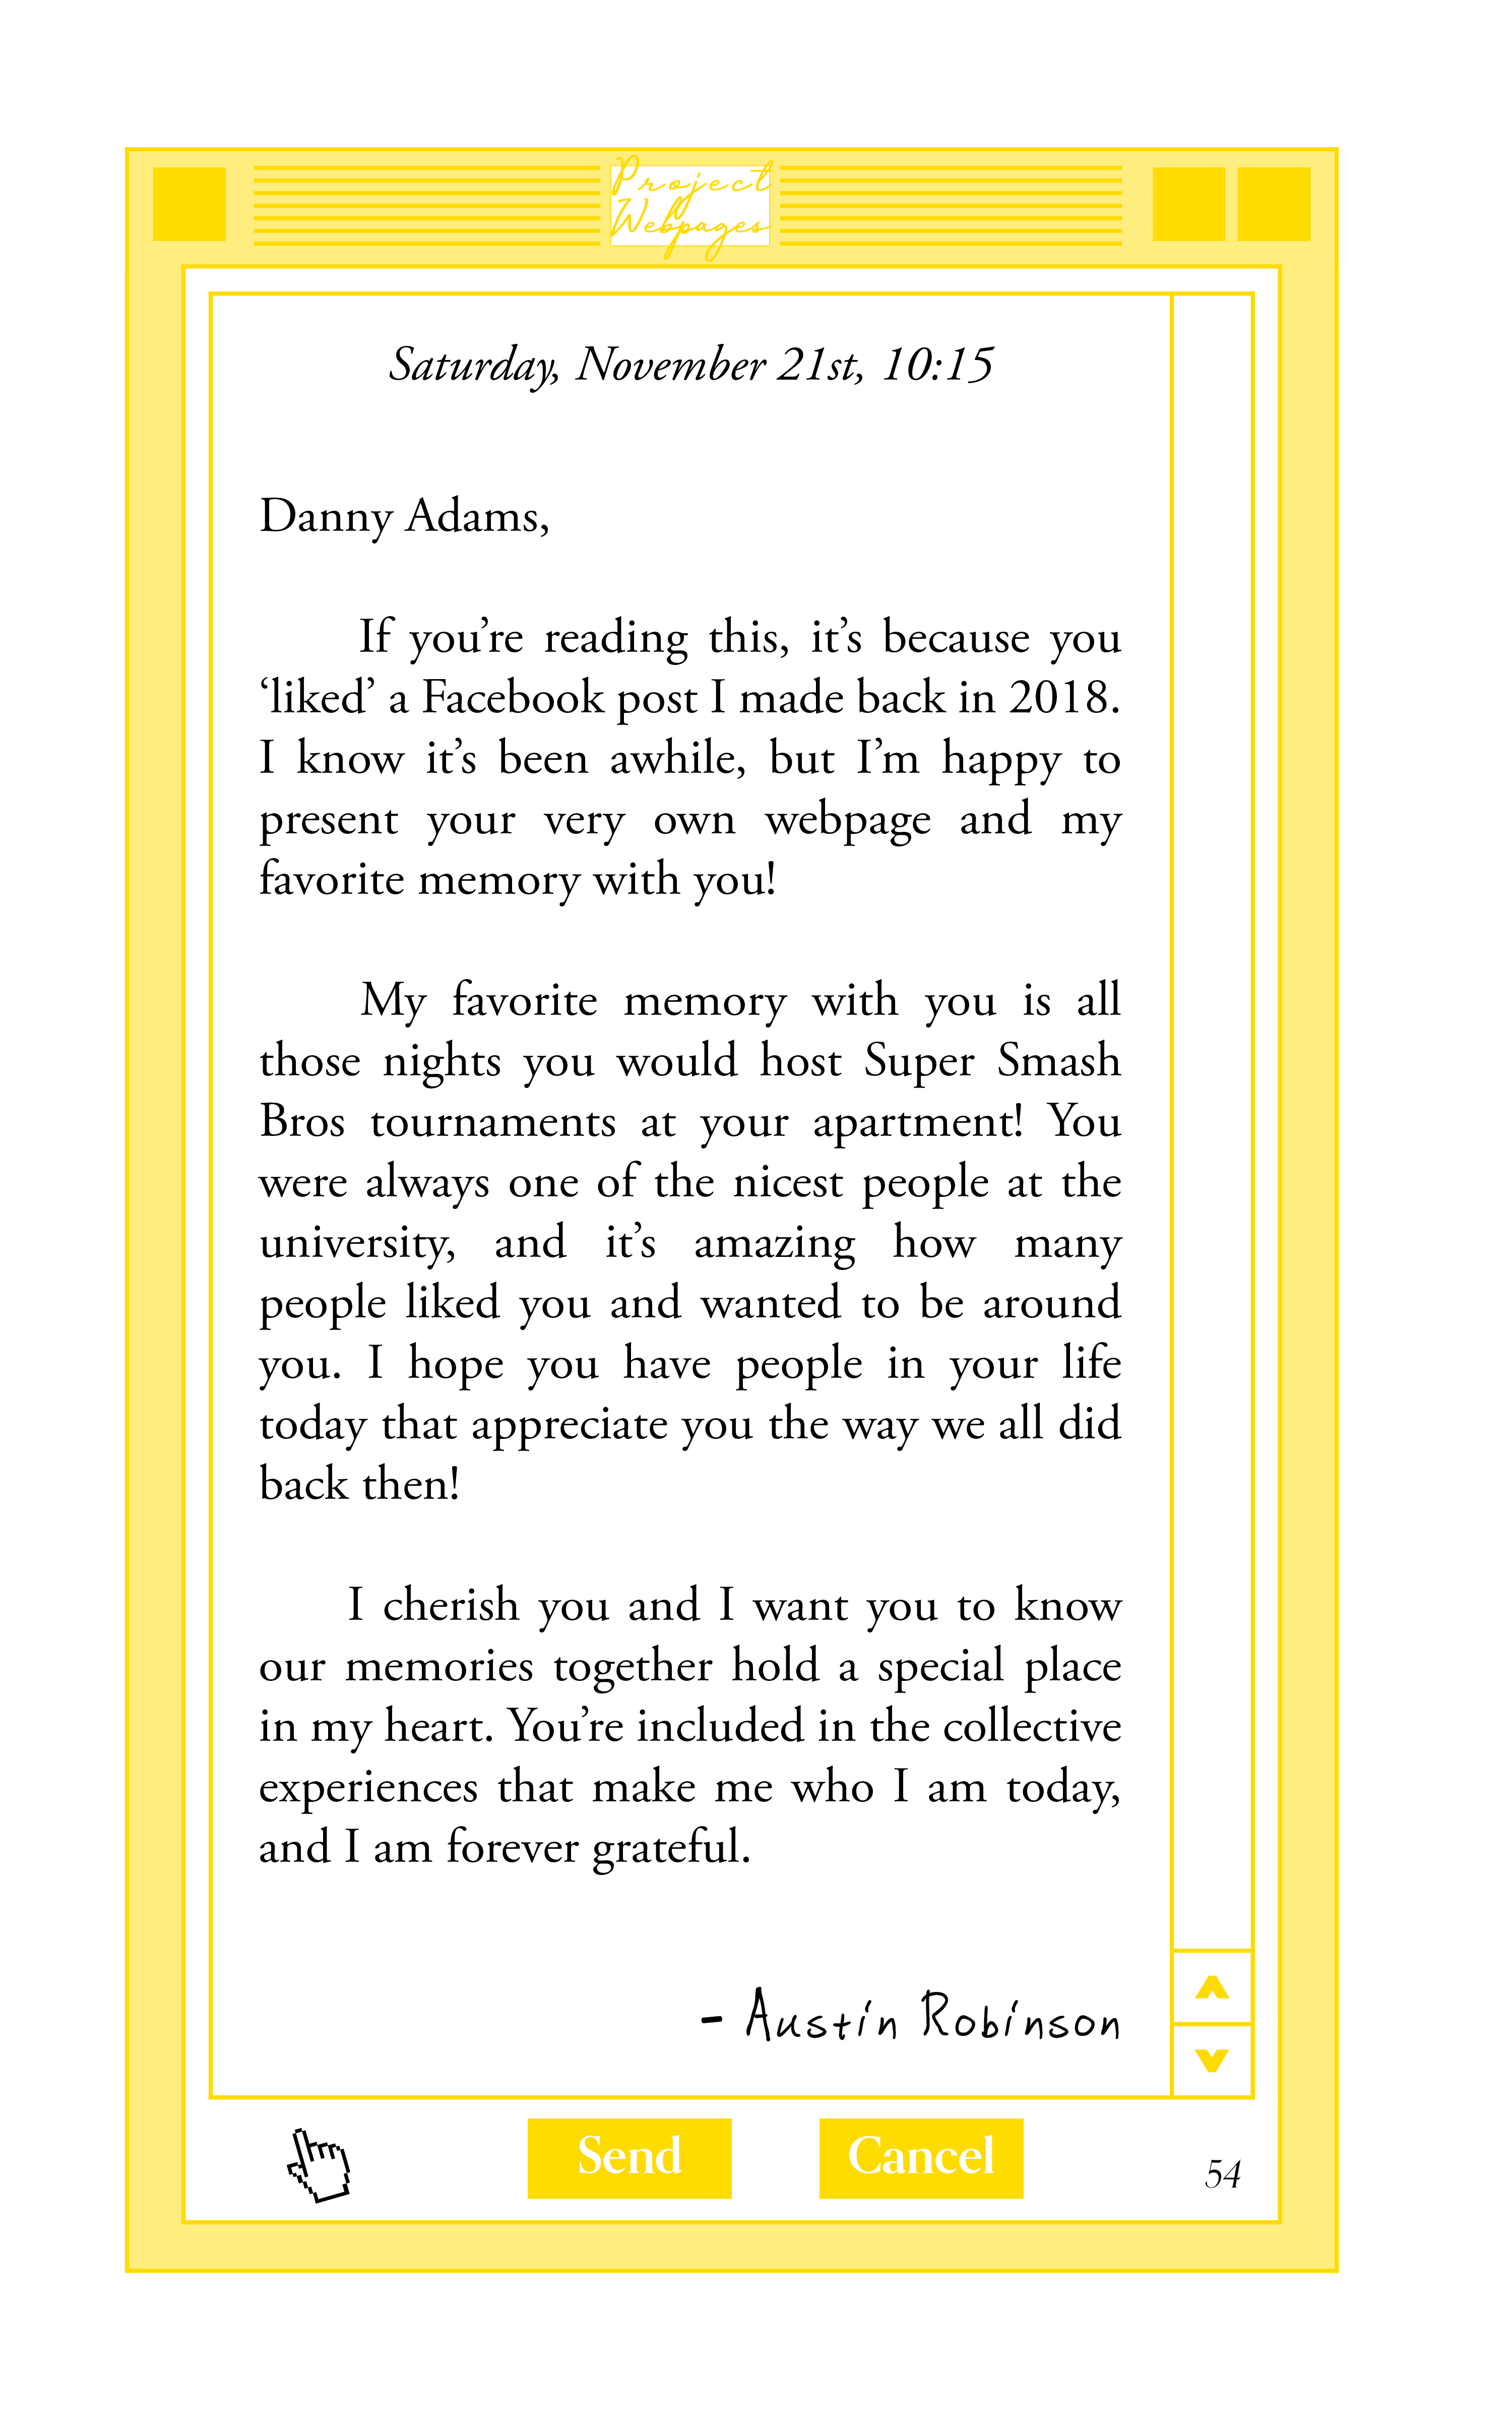 Project
Webpages
Saturday, November 21st, 10:15
Danny Adams,
If you’re reading this, it’s because you
‘liked’ a Facebook post I made back in 2018.
I know it’s been awhile, but I’m happy to
present your very own webpage and my
favorite memory with you!
My favorite memory with you is all
those nights you would host Super Smash
Bros tournaments at your apartment! You
were always one of the nicest people at the
university, and it’s amazing how many
people liked you and wanted to be around
you. I hope you have people in your life
today that appreciate you the way we all did
back then!
I cherish you and I want you to know
our memories together hold a special place
in my heart. You’re included in the collective
experiences that make me who I am today,
and I am forever grateful.
- Austin Robinson
Send Cancel
54